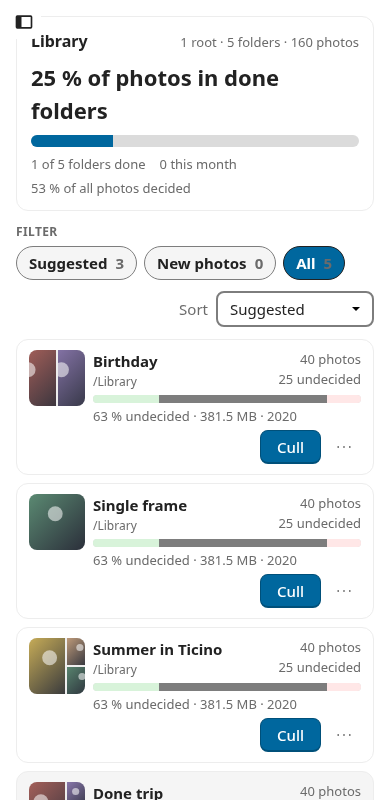 Library
1 root · 5 folders · 160 photos
25 % of photos in done
folders
1 of 5 folders done 0 this month
53 % of all photos decided
FILTER
Suggested 3 New photos 0 All 5
Sort Suggested
Birthday 40 photos
/Library 25 undecided
63 % undecided · 381.5 MB · 2020
Cull ···
Single frame 40 photos
/Library 25 undecided
63 % undecided · 381.5 MB · 2020
Cull ···
Summer in Ticino 40 photos
/Library 25 undecided
63 % undecided · 381.5 MB · 2020
Cull ···
Done trip 40 photos